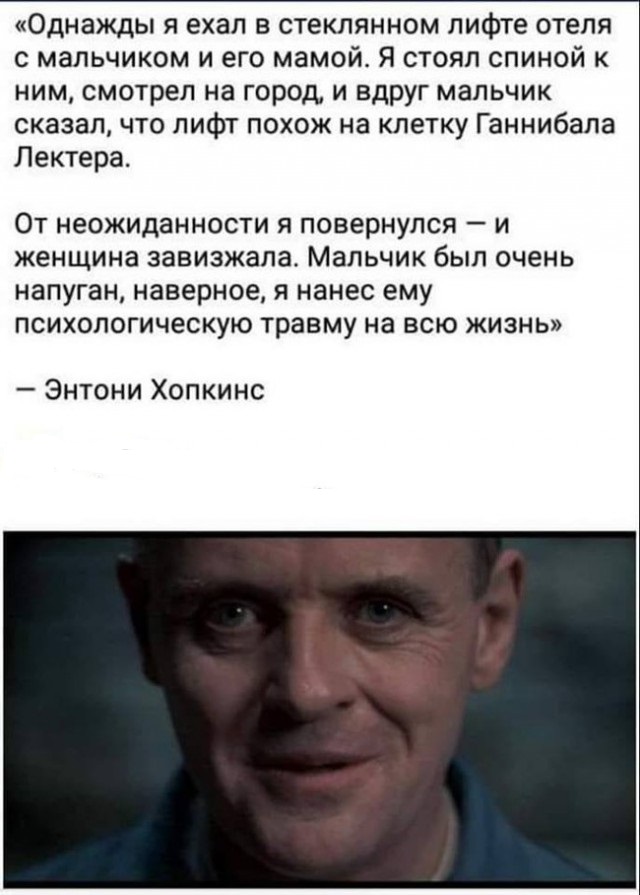 «Однажды я ехал в стеклянном лифте отеля
с мальчиком и его мамой. Я стоял спиной к
ним, смотрел на город, и вдруг мальчик
сказал, что лифт похож на клетку Ганнибала
Лектера.
От неожиданности я повернулся — и
женщина завизжала. Мальчик был очень
напуган, наверное, я нанес ему
психологическую травму на всю жизнь»
— Энтони Хопкинс